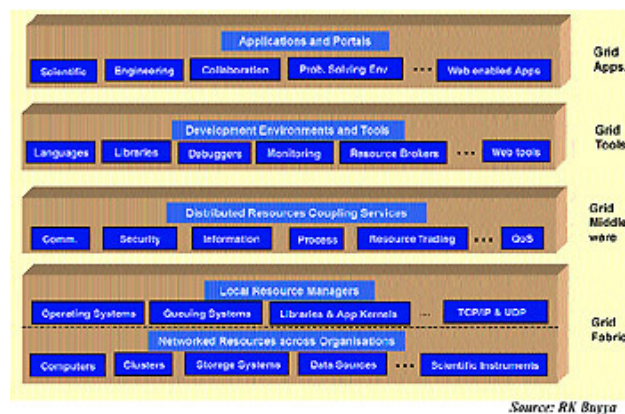 Applications and Portals
Scientific Engineering Collaboration Prob. Solving Env ... Web enabled Apps
Grid
Apps.
Development Environments and Tools
Languages Libraries Debuggers Monitoring Resource Brokers ... Web tools
Grid
Tools
Distributed Resources Coupling Services
Comm. Security Information Process Resource Trading ... QoS
Grid
Middle
ware
Local Resource Managers
Operating Systems Queuing Systems Libraries & App Kernels ... TCP/IP & UDP
Networked Resources across Organisations
Computers Clusters Storage Systems Data Sources ... Scientific Instruments
Grid
Fabric
Source: RK Buyya